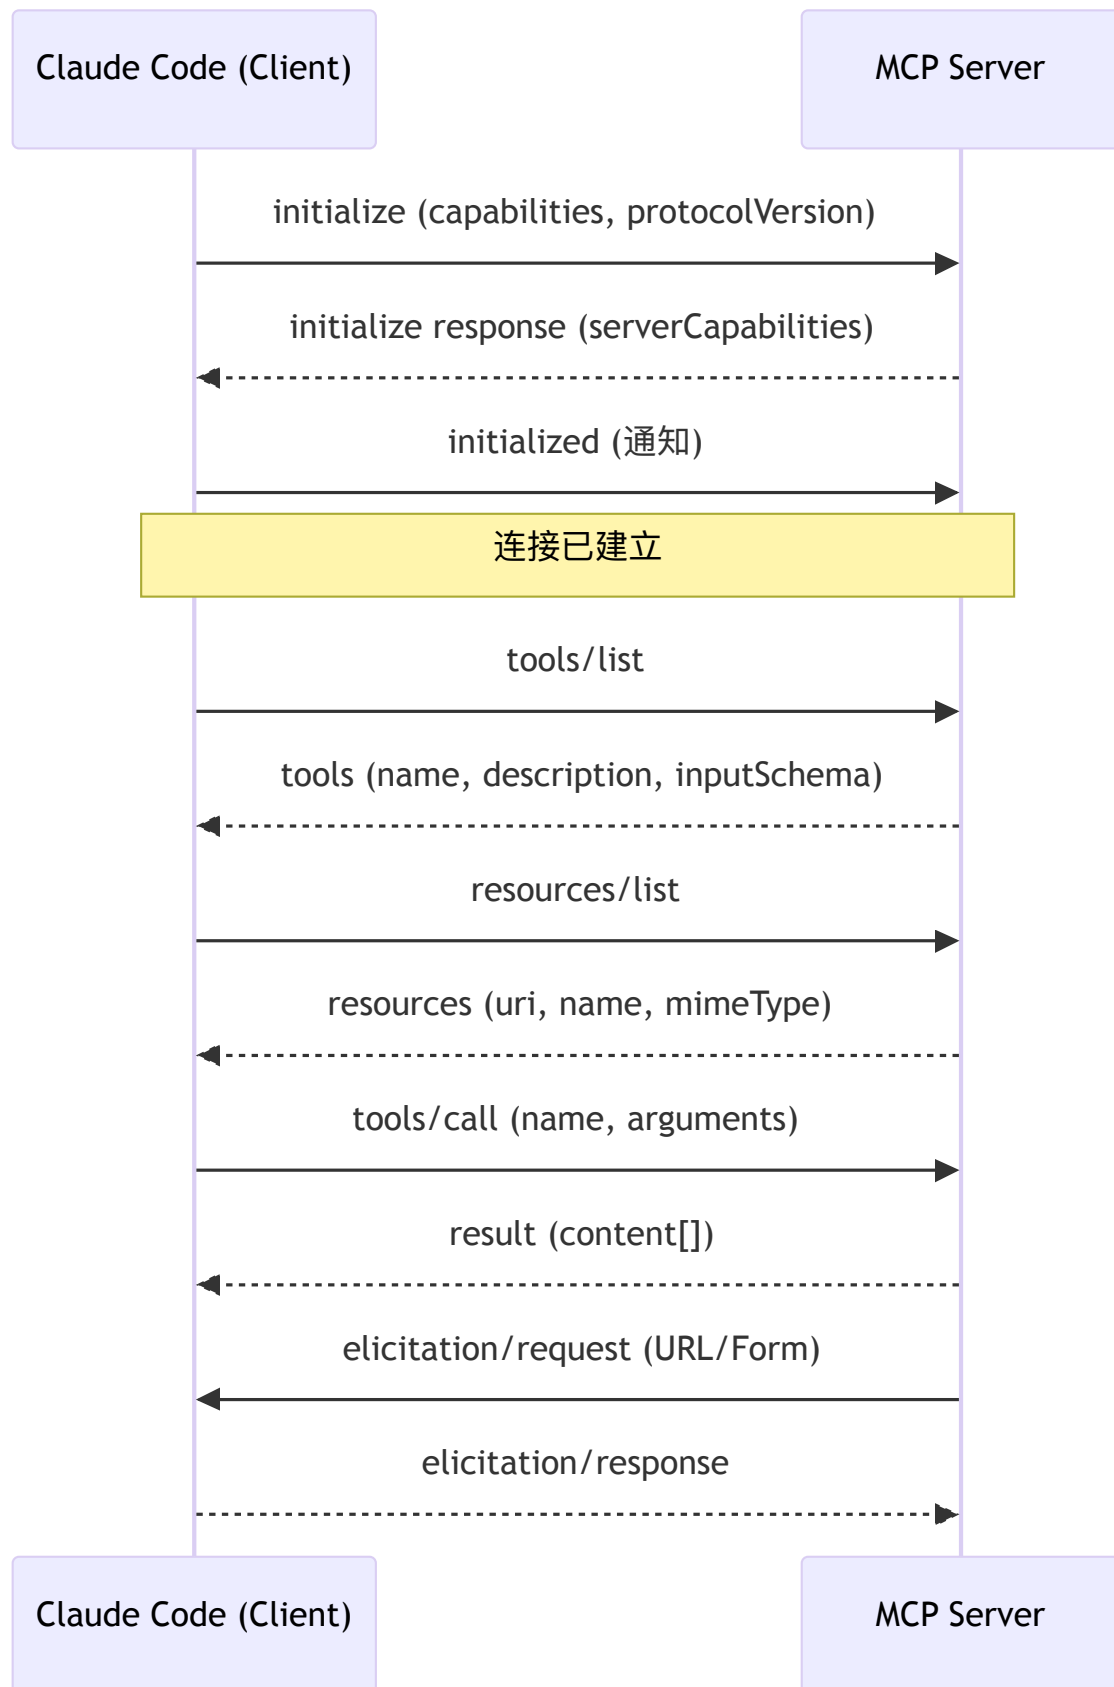 Claude Code (Client)
MCP Server
initialize (capabilities, protocolVersion)
initialize response (serverCapabilities)
initialized (通知)
连接已建立
tools/list
tools (name, description, inputSchema)
resources/list
resources (uri, name, mimeType)
tools/call (name, arguments)
result (content[])
elicitation/request (URL/Form)
elicitation/response
Claude Code (Client)
MCP Server